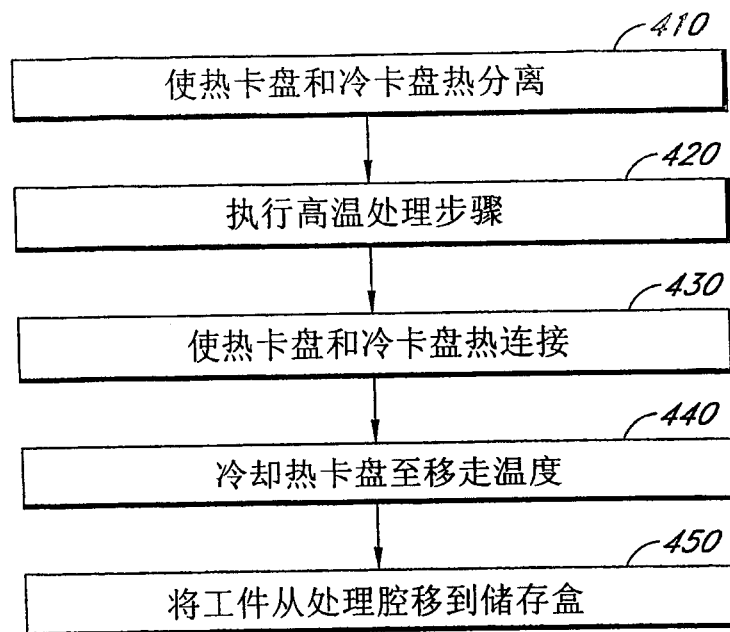 410
使热卡盘和冷卡盘热分离
420
执行高温处理步骤
430
使热卡盘和冷卡盘热连接
440
冷却热卡盘至移走温度
450
将工件从处理腔移到储存盒